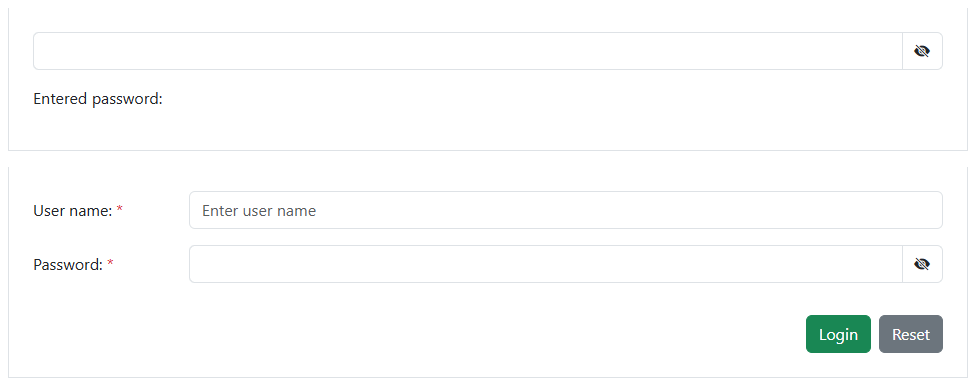 Entered password:
User name: * Enter user name
Password: *
Login Reset